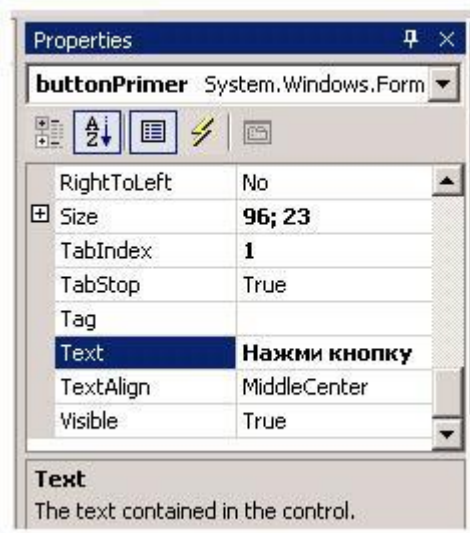 Properties
buttonPrimer System.Windows.Form
A
Z
RightToLeft No
Size 96; 23
TabIndex 1
TabStop True
Tag
Text Нажми кнопку
TextAlign MiddleCenter
Visible True
Text
The text contained in the control.